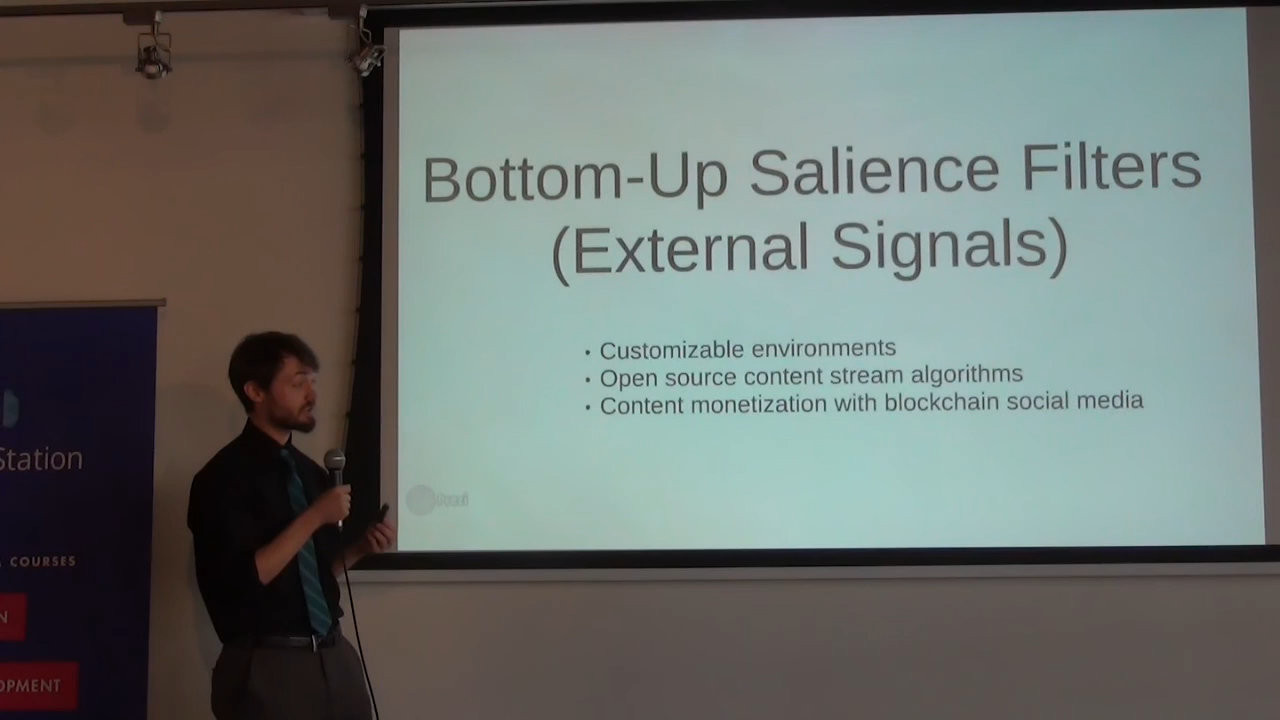 Bottom-Up Salience Filters
(External Signals)
• Customizable environments
• Open source content stream algorithms
• Content monetization with blockchain social media
Station
COURSES
N
OPMENT